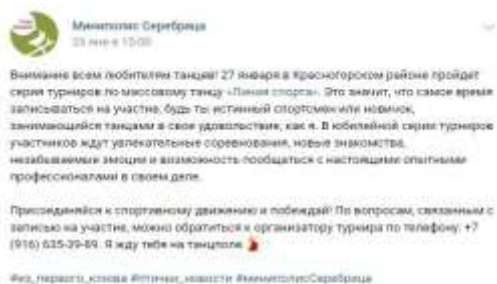 Миниполис Серебрица
23 янв в 15:00
Внимание всем любителям танцев! 27 января в Красногорском районе пройдет
серия турниров по массовому танцу «Линия спорта». Это значит, что самое время
записываться на участие, будь ты истинный спортсмен или новичок,
занимающийся танцами в свое удовольствие, как я. В юбилейной серии турниров
участников ждут увлекательные соревнования, новые знакомства,
незабываемые эмоции и возможность пообщаться с настоящими опытными
профессионалами в своем деле.
Присоединяйся к спортивному движению и побеждай! По вопросам, связанным с
записью на участие, можно обратиться к организатору турнира по телефону: +7
(916) 635-39-89. Я жду тебя на танцполе
#из_первого_клюва #птичьи_новости #миниполисСеребрица